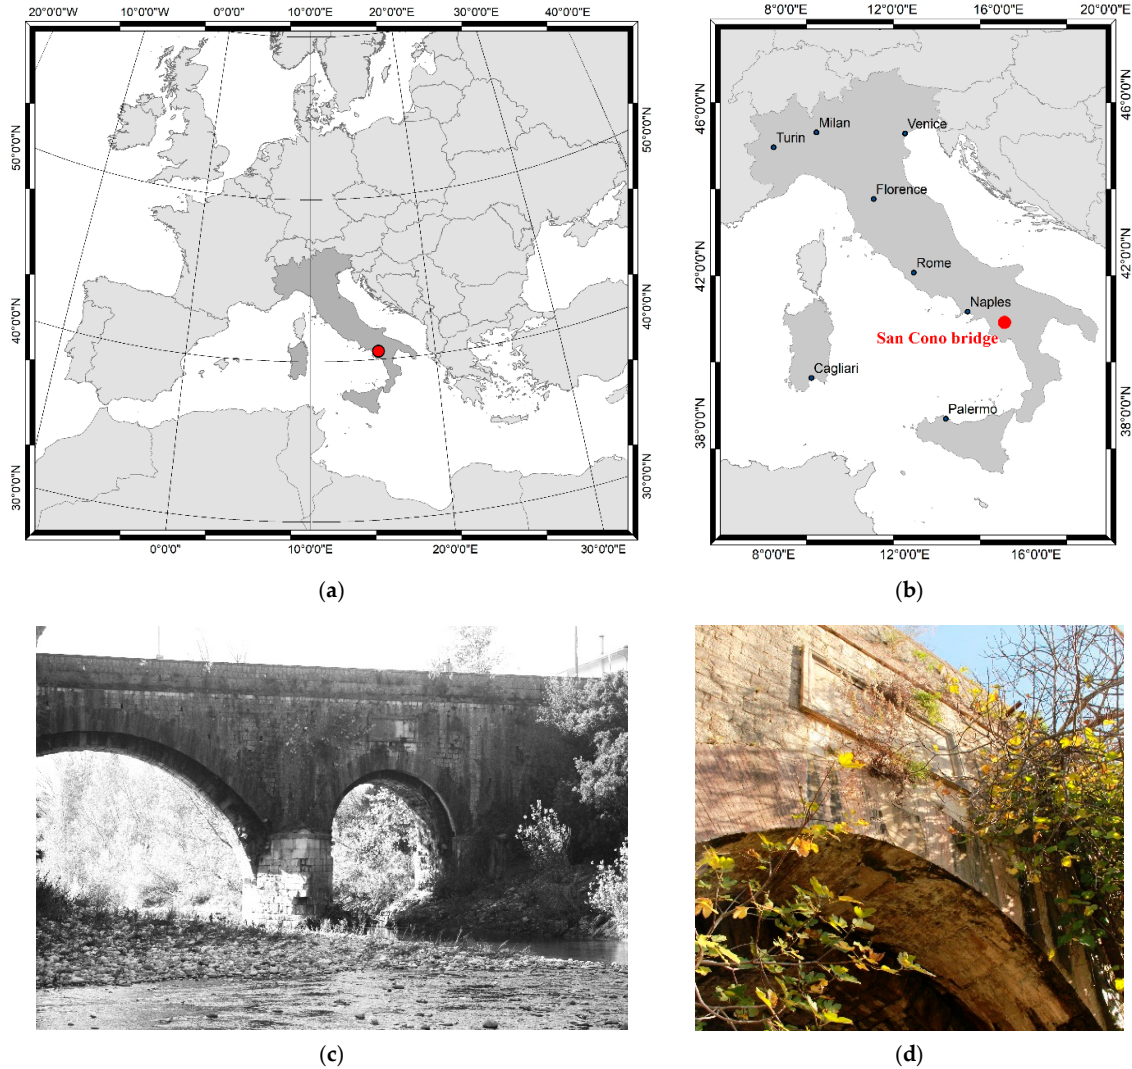 20°0'0"W 10°0'0"W 0°0'0" 10°0'0"E 20°0'0"E 30°0'0"E 40°0'0"E
50°0'0"N
40°0'0"N
30°0'0"N
50°0'0"N
40°0'0"N
30°0'0"N
0°0'0" 10°0'0"E 20°0'0"E 30°0'0"E
(a)
8°0'0"E 12°0'0"E 16°0'0"E 20°0'0"E
46°0'0"N
42°0'0"N
38°0'0"N
46°0'0"N
42°0'0"N
38°0'0"N
Milan
Venice
Turin
Florence
Rome
Naples
San Cono bridge
Cagliari
Palermo
8°0'0"E 12°0'0"E 16°0'0"E
(b)
(c)
(d)